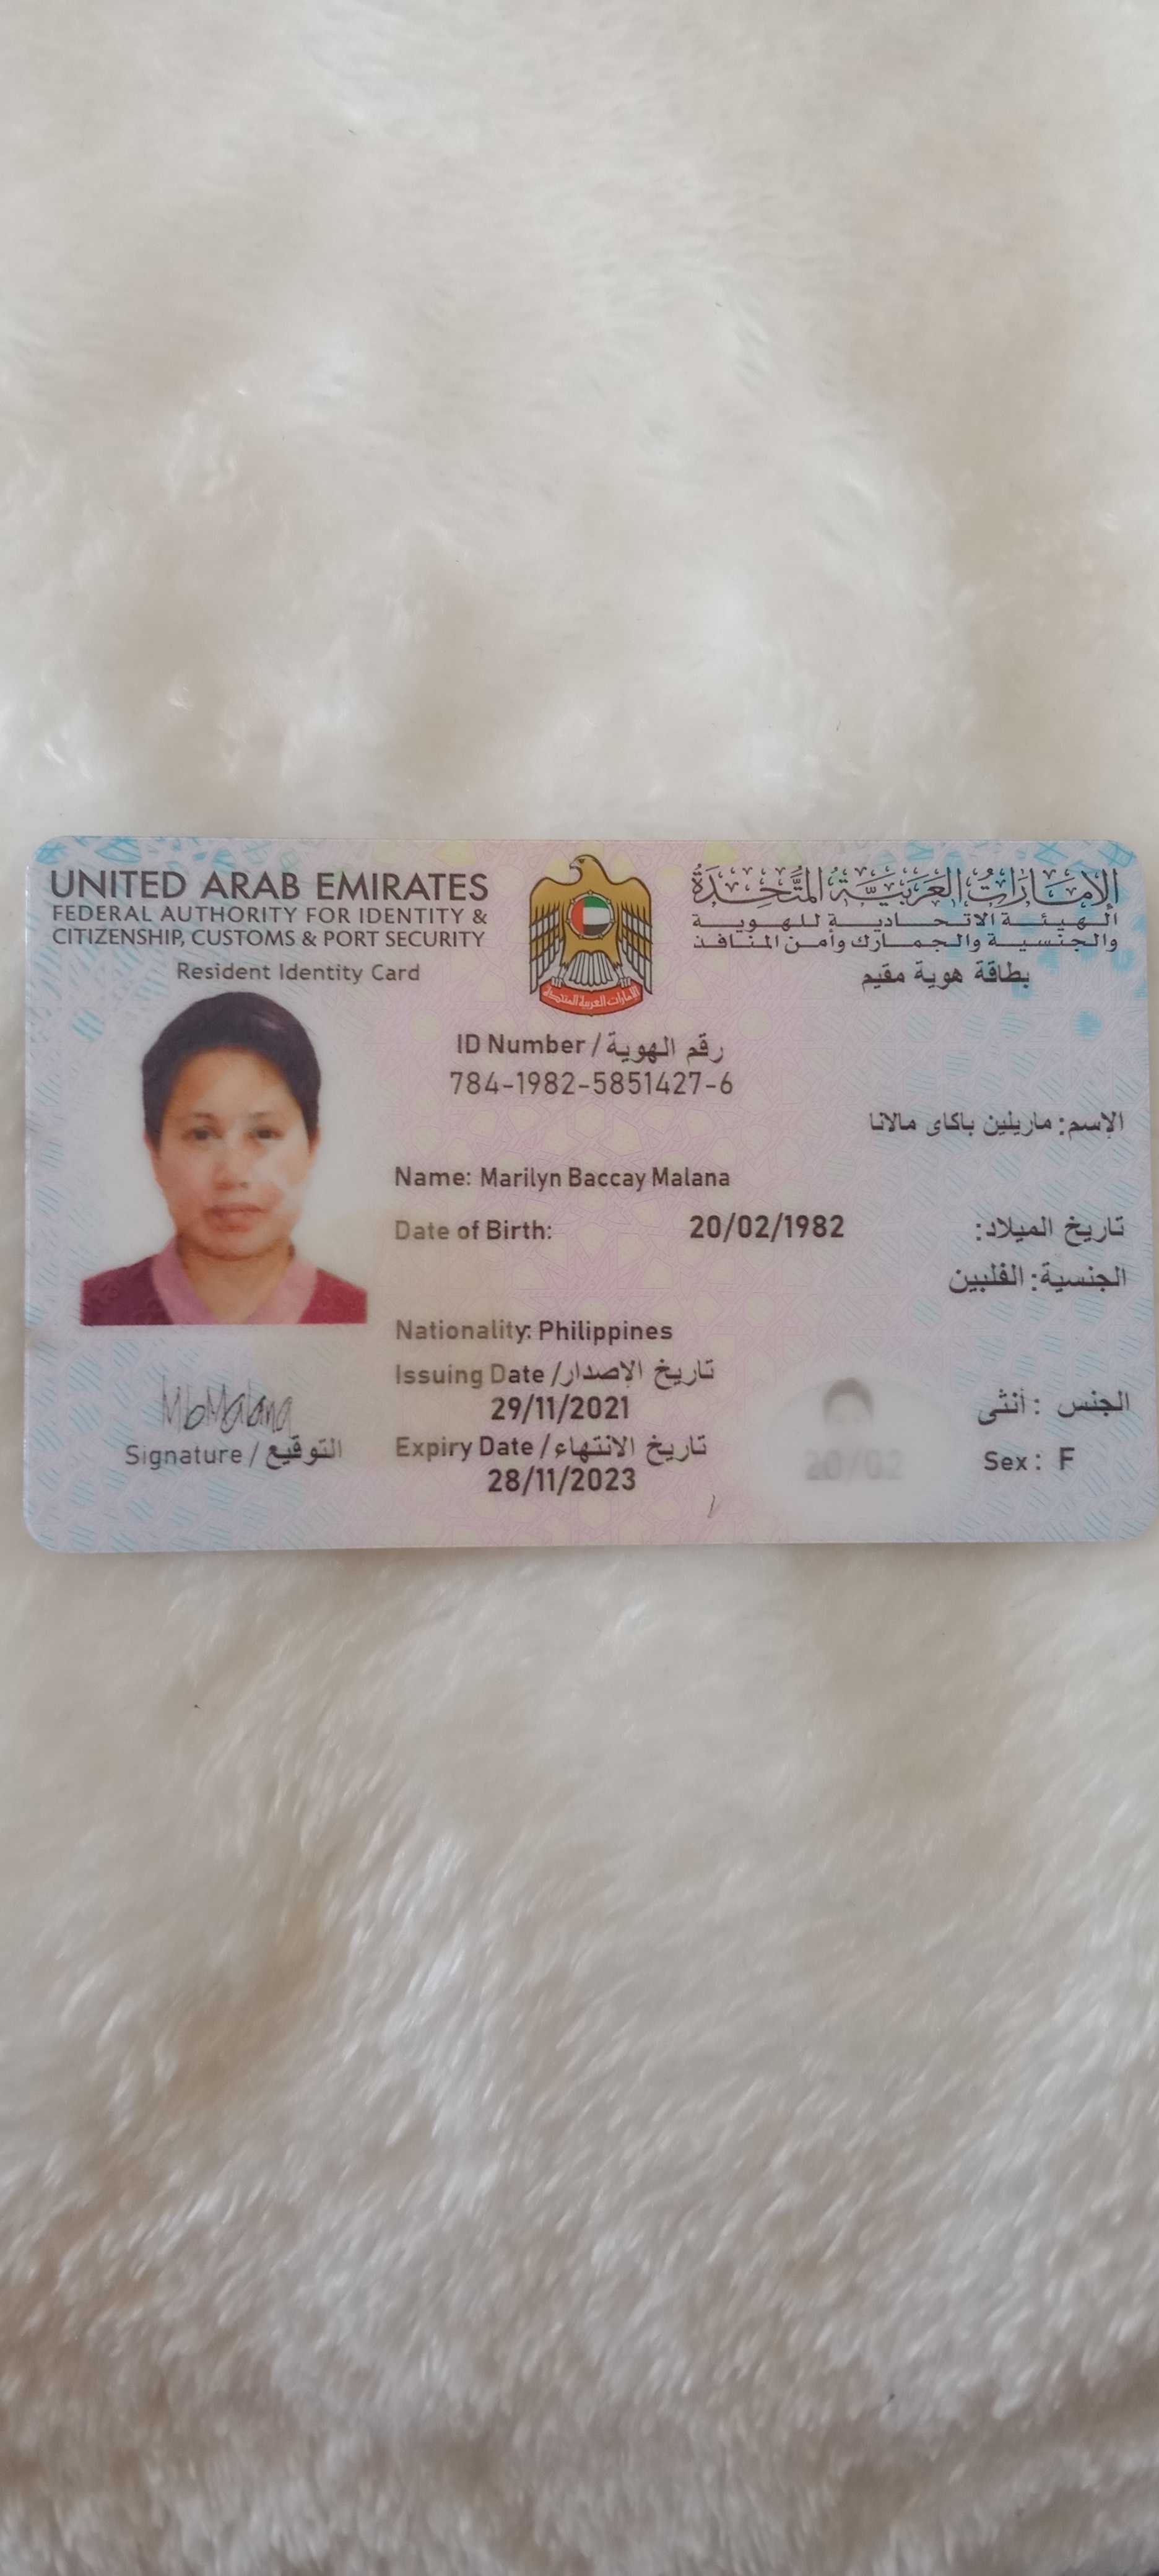 UNITED ARAB EMIRATES
FEDERAL AUTHORITY FOR IDENTITY &
CITIZENSHIP, CUSTOMS & PORT SECURITY
Resident Identity Card
الإمارات العربية المتحدة
الهيئة الاتحادية للهوية
والجنسية والجمارك وأمن المنافذ
بطاقة هوية مقيم
الإمارات العربية المتحدة
ID Number / رقم الهوية
784-1982-5851427-6
الإسم: ماريلين باكاى مالانا
Name: Marilyn Baccay Malana
Date of Birth: 20/02/1982 تاريخ الميلاد:
الجنسية: الفلبين
Nationality: Philippines
Issuing Date / تاريخ الإصدار
29/11/2021
Expiry Date / تاريخ الانتهاء
28/11/2023
الجنس : أنثى
Sex: F
MbMalana
Signature / التوقيع